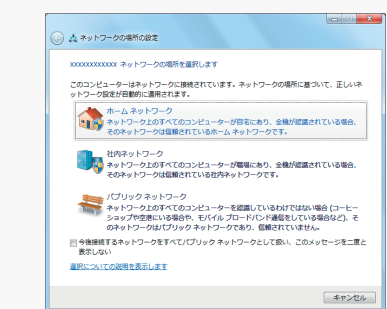 ネットワークの場所の設定
xxxxxxxxxxxx ネットワークの場所を選択します
このコンピューターはネットワークに接続されています。ネットワークの場所に基づいて、正しいネ
ットワーク設定が自動的に適用されます。
ホーム ネットワーク
ネットワーク上のすべてのコンピューターが自宅にあり、全機が認識されている場合、
そのネットワークは信頼されているホーム ネットワークです。
社内ネットワーク
ネットワーク上のすべてのコンピューターが職場にあり、全機が認識されている場合、
そのネットワークは信頼されている社内ネットワークです。
パブリック ネットワーク
ネットワーク上のすべてのコンピューターを認識しているわけではない場合 (コーヒー
ショップや空港にいる場合や、モバイル ブロードバンド通信をしている場合など)、そ
のネットワークはパブリック ネットワークであり、信頼されていません。
今後接続するネットワークをすべてパブリック ネットワークとして扱い、このメッセージを二度と
表示しない
選択についての説明を表示します
キャンセル